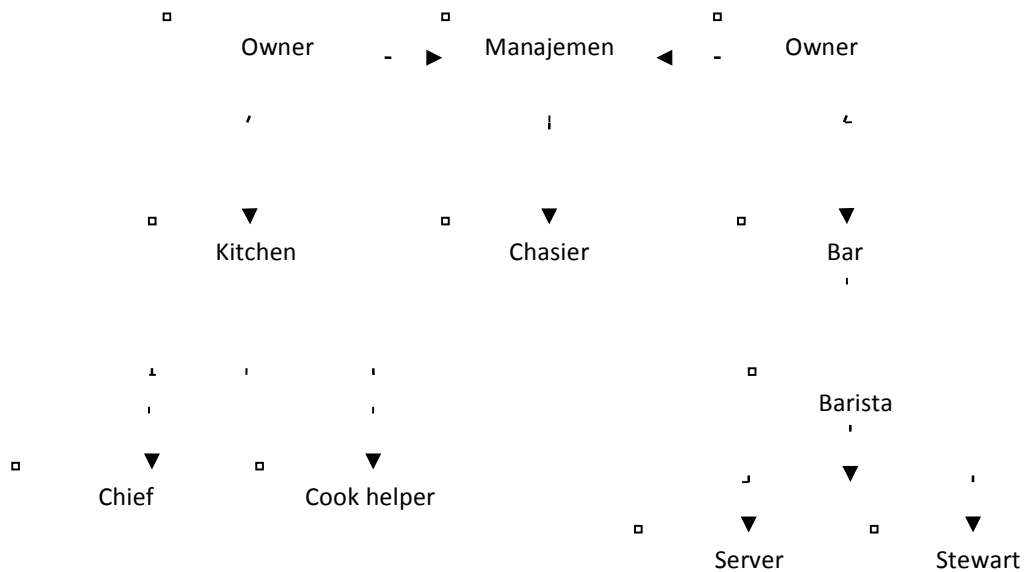 Owner
Manajemen
Owner
Kitchen
Chasier
Bar
Barista
Chief
Cook helper
Server
Stewart